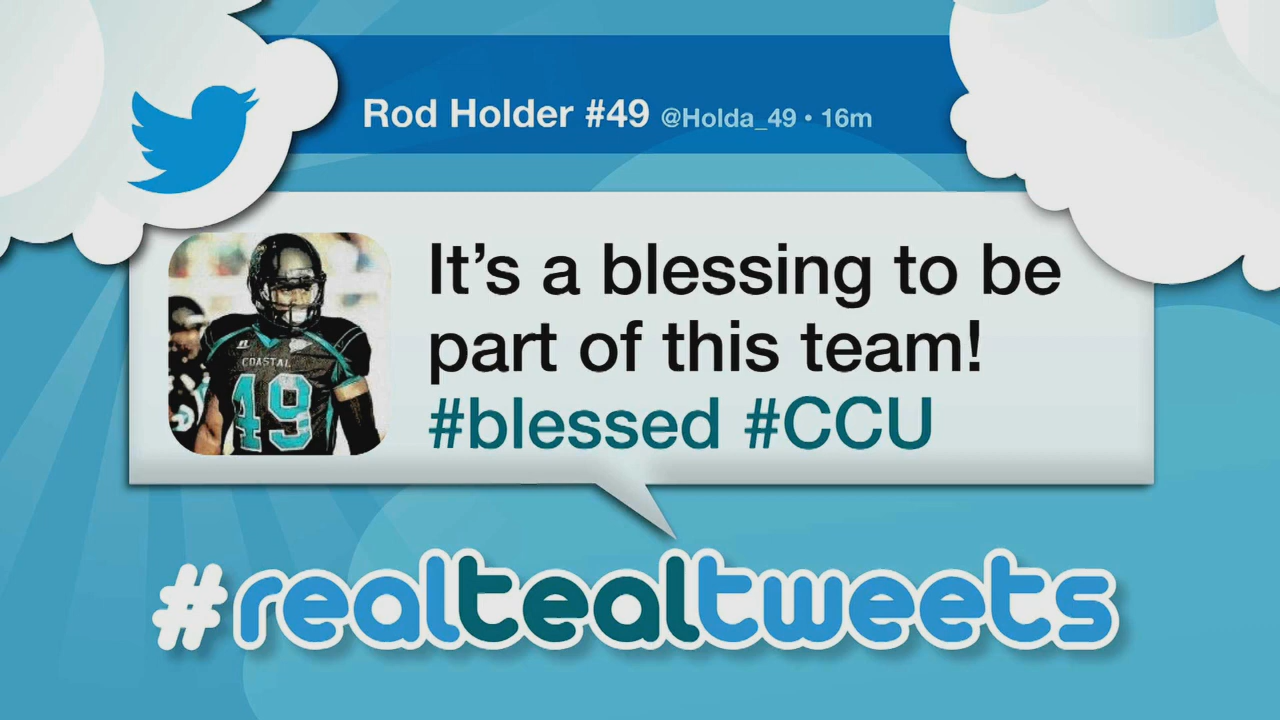 Rod Holder #49 @Holda_49 • 16m
It's a blessing to be
part of this team!
#blessed #CCU
COASTAL
49
#realtealtweets